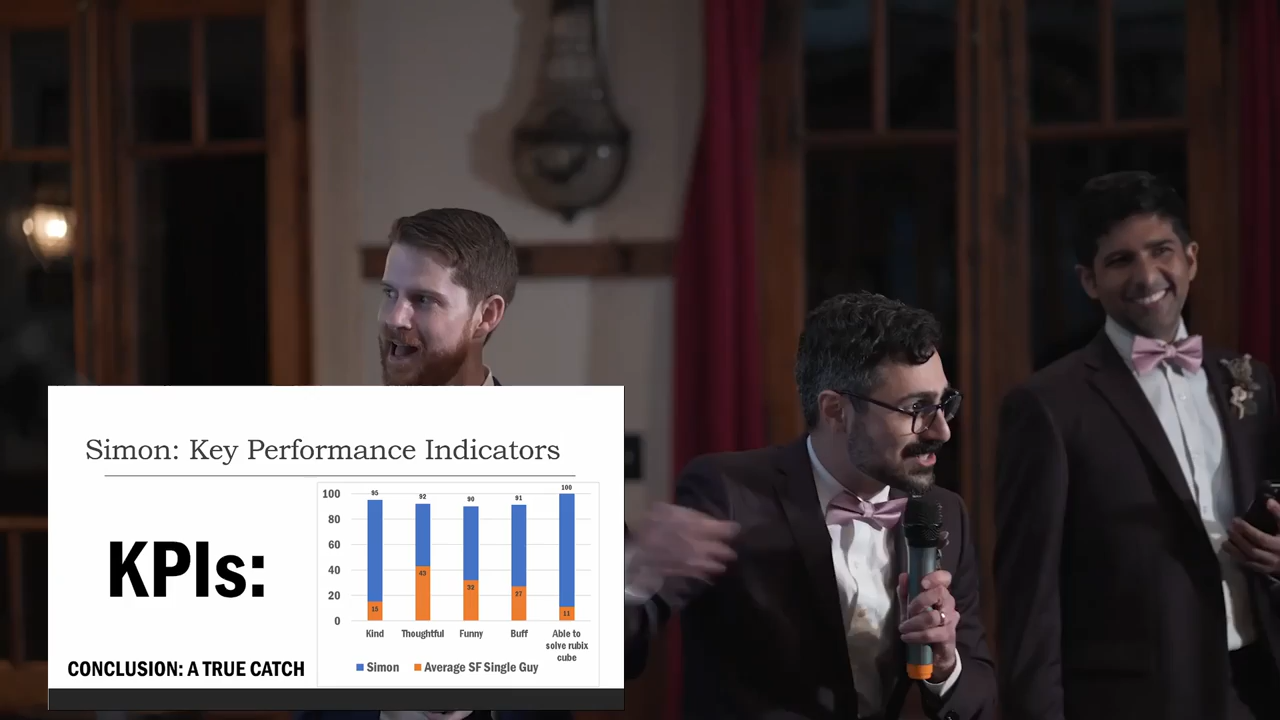 Simon: Key Performance Indicators
KPIs:
CONCLUSION: A TRUE CATCH
100
80
60
40
20
0
95
92
90
91
100
15
43
32
27
11
Kind
Thoughtful
Funny
Buff
Able to
solve rubix
cube
Simon
Average SF Single Guy